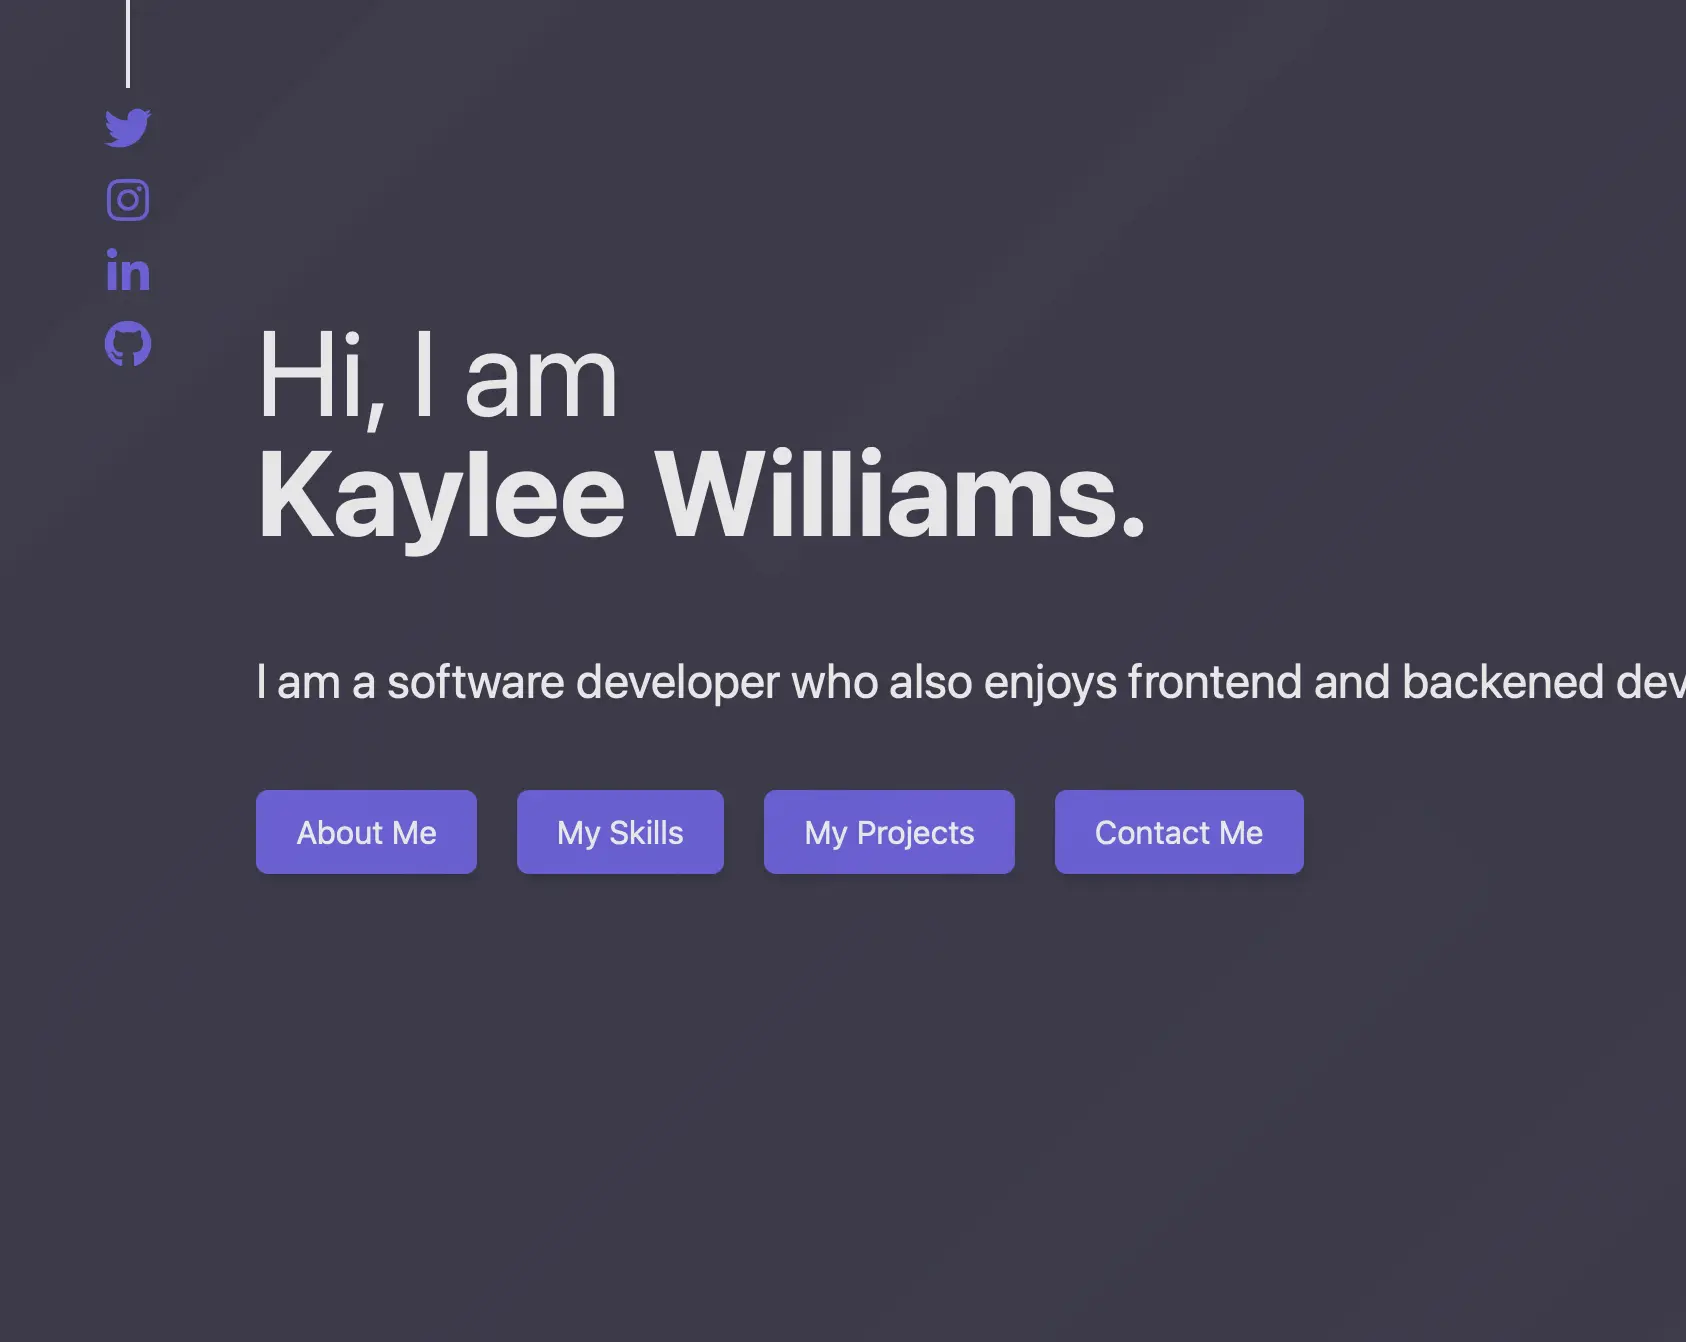 Hi, I am
Kaylee Williams.
I am a software developer who also enjoys frontend and backened dev
About Me
My Skills
My Projects
Contact Me